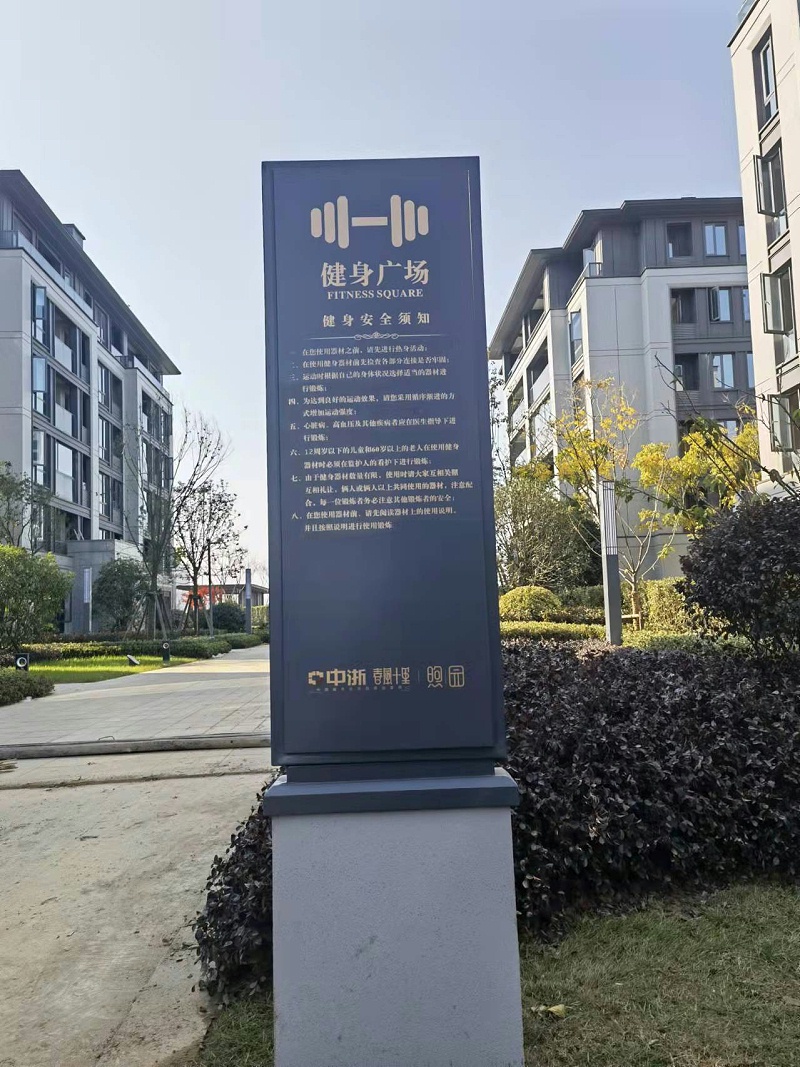 健身广场
FITNESS SQUARE
健身安全须知
一、在您使用器材之前，请先进行热身活动；
二、在使用健身器材前先检查各部分连接是否牢固；
三、运动时根据自己的身体状况选择适当的器材进
行锻炼；
四、为达到良好的运动效果，请您采用循序渐进的方
式增加运动强度；
五、心脏病、高血压及其他疾病者应在医生指导下进
行锻炼；
六、12周岁以下的儿童和60岁以上的老人在使用健身
器材时必须在监护人的看护下进行锻炼；
七、由于健身器材数量有限，使用时请大家互相关照
互相礼让，俩人或俩人以上共同使用的器材，注意配
合，每一位锻炼者务必注意其他锻炼者的安全；
八、在您使用器材前，请先阅读器材上的使用说明，
并且按照说明进行使用锻炼
中浙 春风十里 煦园